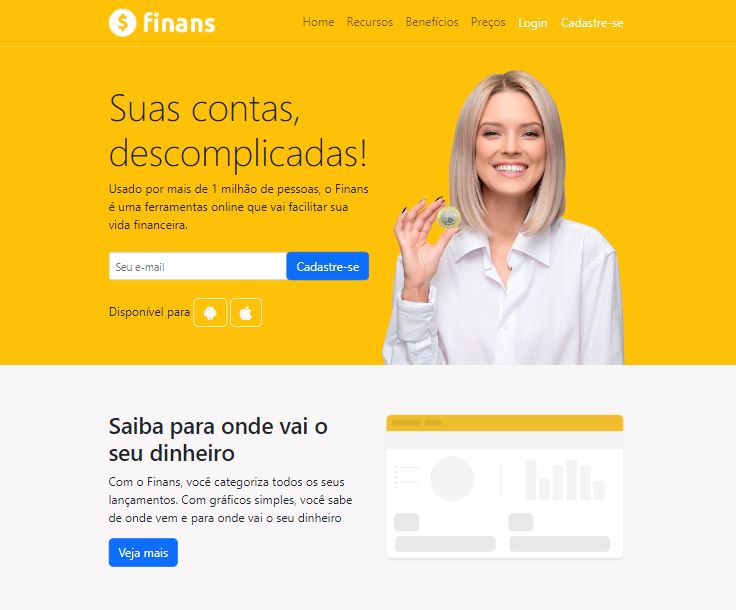 finans
Home Recursos Benefícios Preços Login Cadastre-se
Suas contas,
descomplicadas!
Usado por mais de 1 milhão de pessoas, o Finans
é uma ferramentas online que vai facilitar sua
vida financeira.
Seu e-mail Cadastre-se
Disponível para
Saiba para onde vai o
seu dinheiro
Com o Finans, você categoriza todos os seus
lançamentos. Com gráficos simples, você sabe
de onde vem e para onde vai o seu dinheiro
Veja mais